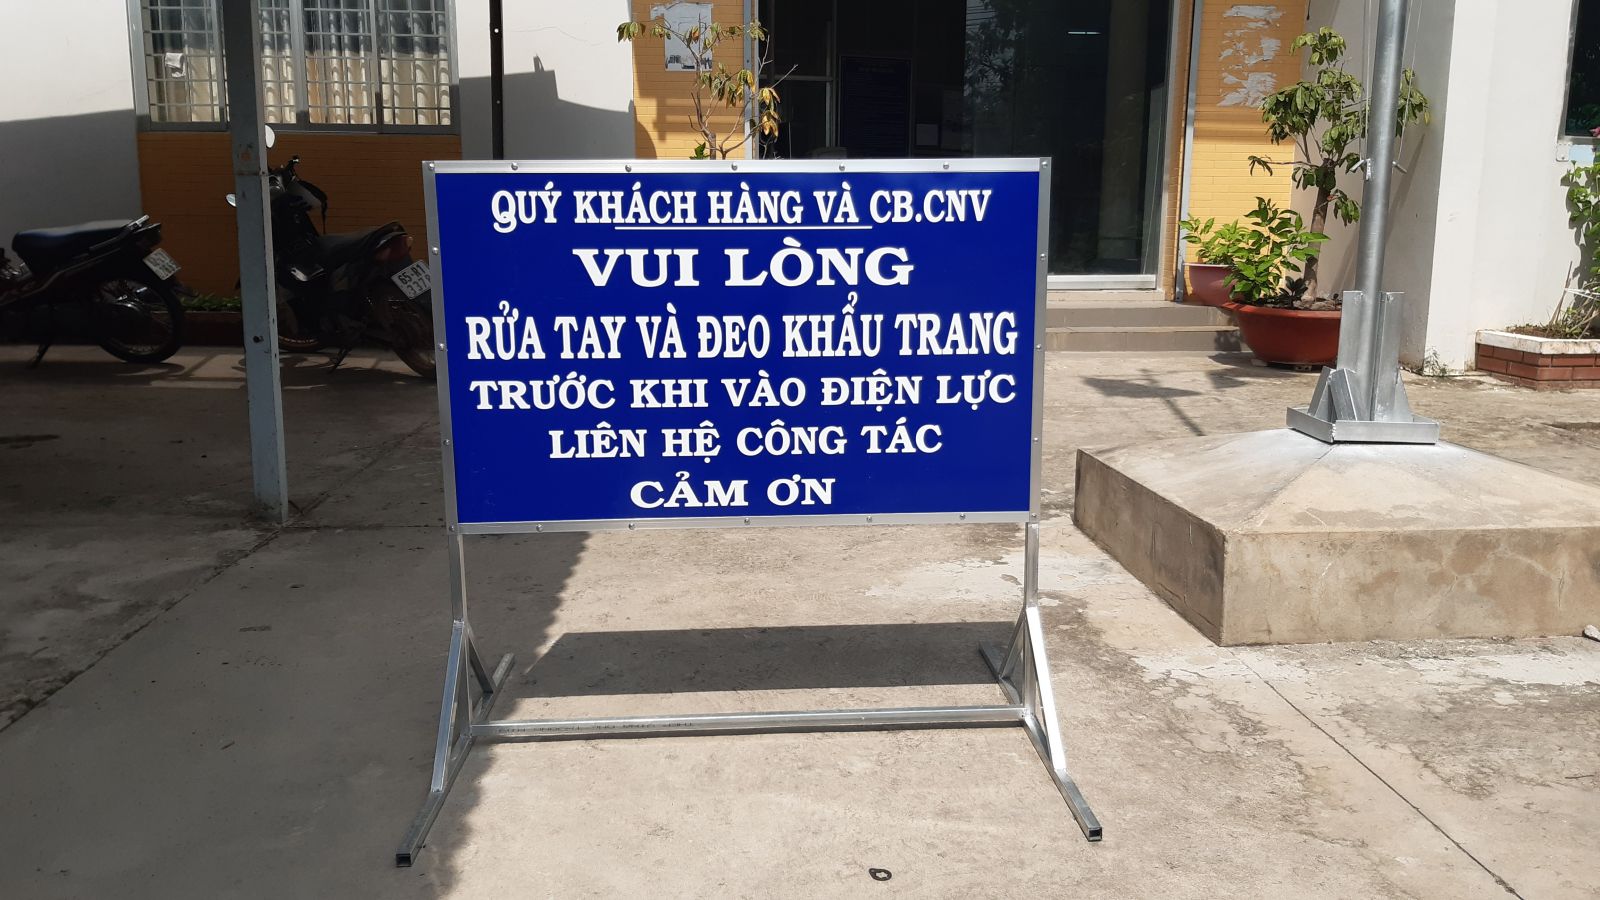 QUÝ KHÁCH HÀNG VÀ CB.CNV
VUI LÒNG
RỬA TAY VÀ ĐEO KHẨU TRANG
TRƯỚC KHI VÀO ĐIỆN LỰC
LIÊN HỆ CÔNG TÁC
CẢM ƠN